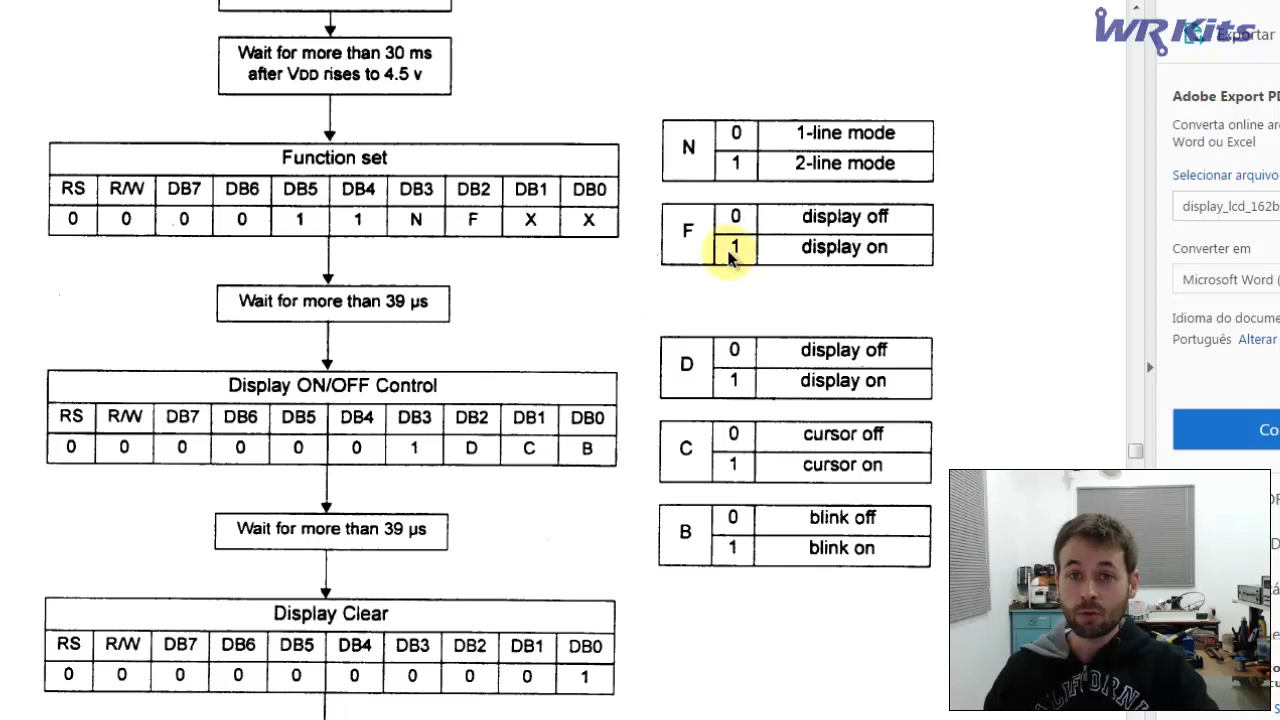 WR Kits
Exportar
Wait for more than 30 ms
after VDD rises to 4.5 v
Adobe Export PD
Converta online ar
Word ou Excel
Function set
RS R/W DB7 DB6 DB5 DB4 DB3 DB2 DB1 DB0
0 0 0 0 1 1 N F X X
N
0 1-line mode
1 2-line mode
Selecionar arquivo
display_lcd_162b
F
0 display off
1 display on
Converter em
Microsoft Word (
Wait for more than 39 µs
Idioma do docume
Português Alterar
Display ON/OFF Control
RS R/W DB7 DB6 DB5 DB4 DB3 DB2 DB1 DB0
0 0 0 0 0 0 1 D C B
D
0 display off
1 display on
C
0 cursor off
1 cursor on
Co
B
0 blink off
1 blink on
Wait for more than 39 µs
Display Clear
RS R/W DB7 DB6 DB5 DB4 DB3 DB2 DB1 DB0
0 0 0 0 0 0 0 0 0 1